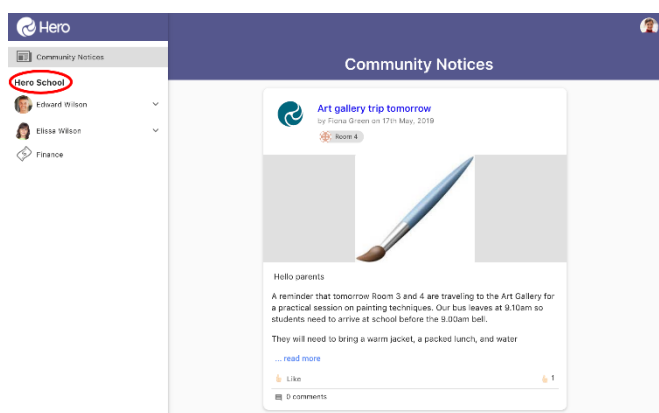 Hero
Community Notices
Hero School
Edward Wilson
Elissa Wilson
Finance
Community Notices
Art gallery trip tomorrow
by Fiona Green on 17th May, 2019
Room 4
Hello parents
A reminder that tomorrow Room 3 and 4 are traveling to the Art Gallery for
a practical session on painting techniques. Our bus leaves at 9.10am so
students need to arrive at school before the 9.00am bell.
They will need to bring a warm jacket, a packed lunch, and water
... read more
Like
1
0 comments